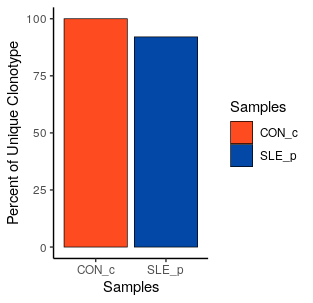 Percent of Unique Clonotype
100
75
50
25
0
CON_c
SLE_p
Samples
Samples
CON_c
SLE_p